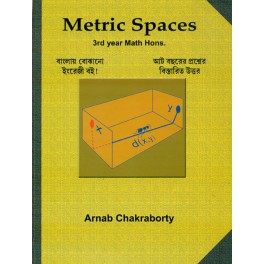 Metric Spaces
3rd year Math Hons.
বাংলায় বোঝানো
ইংরেজী বই!
আট বছরের প্রশ্নের
বিস্তারিত উত্তর
x
y
d(x,y)
Arnab Chakraborty